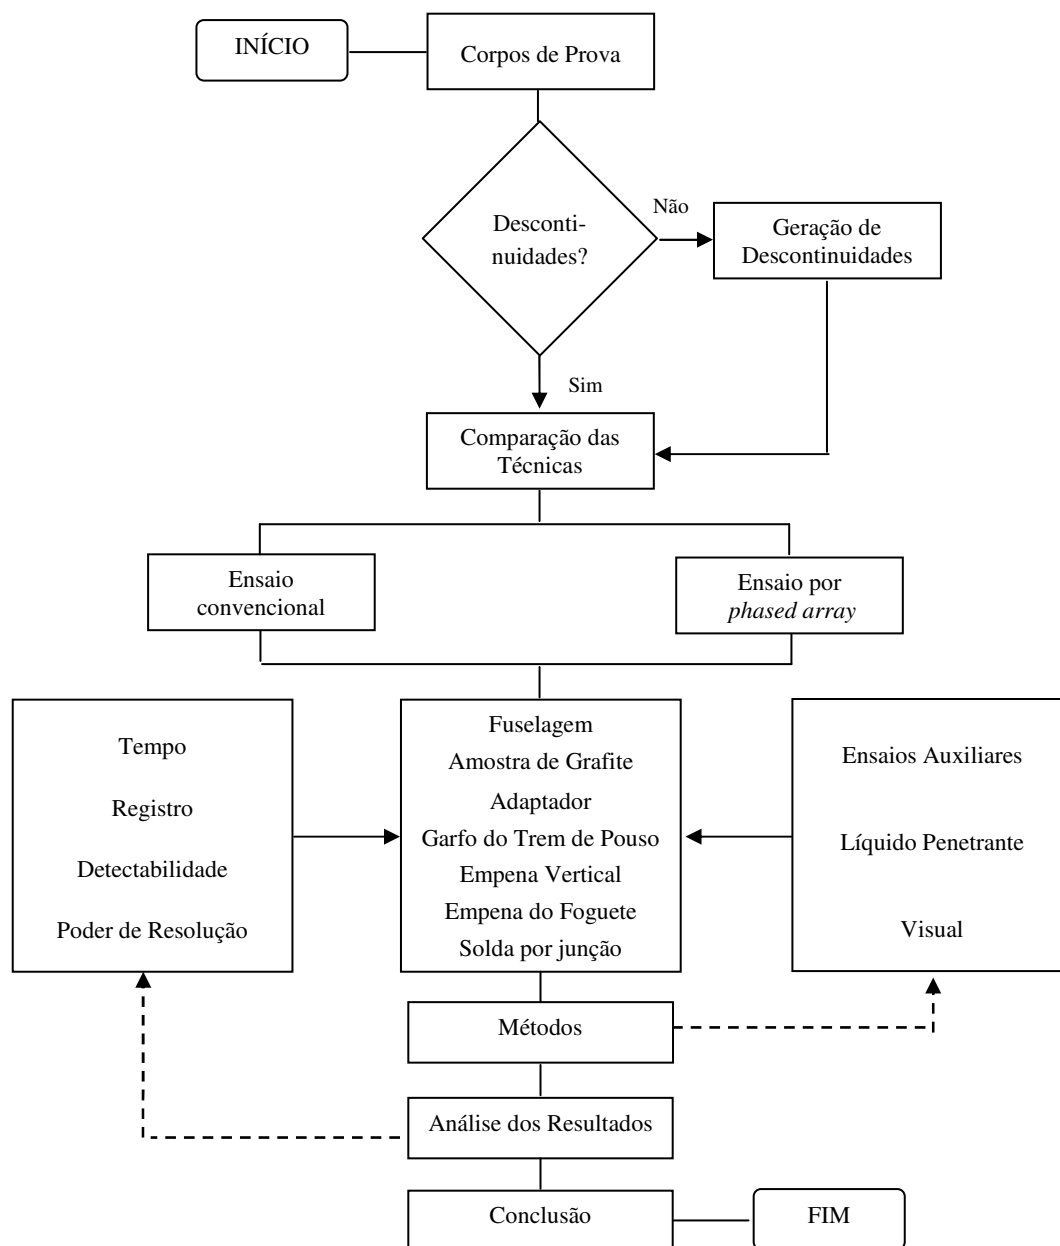 INÍCIO
Corpos de Prova
Desconti-
nuidades?
Não
Geração de
Descontinuidades
Sim
Comparação das
Técnicas
Ensaio
convencional
Ensaio por
phased array
Tempo
Registro
Detectabilidade
Poder de Resolução
Fuselagem
Amostra de Grafite
Adaptador
Garfo do Trem de Pouso
Empena Vertical
Empena do Foguete
Solda por junção
Ensaios Auxiliares
Líquido Penetrante
Visual
Métodos
Análise dos Resultados
Conclusão
FIM